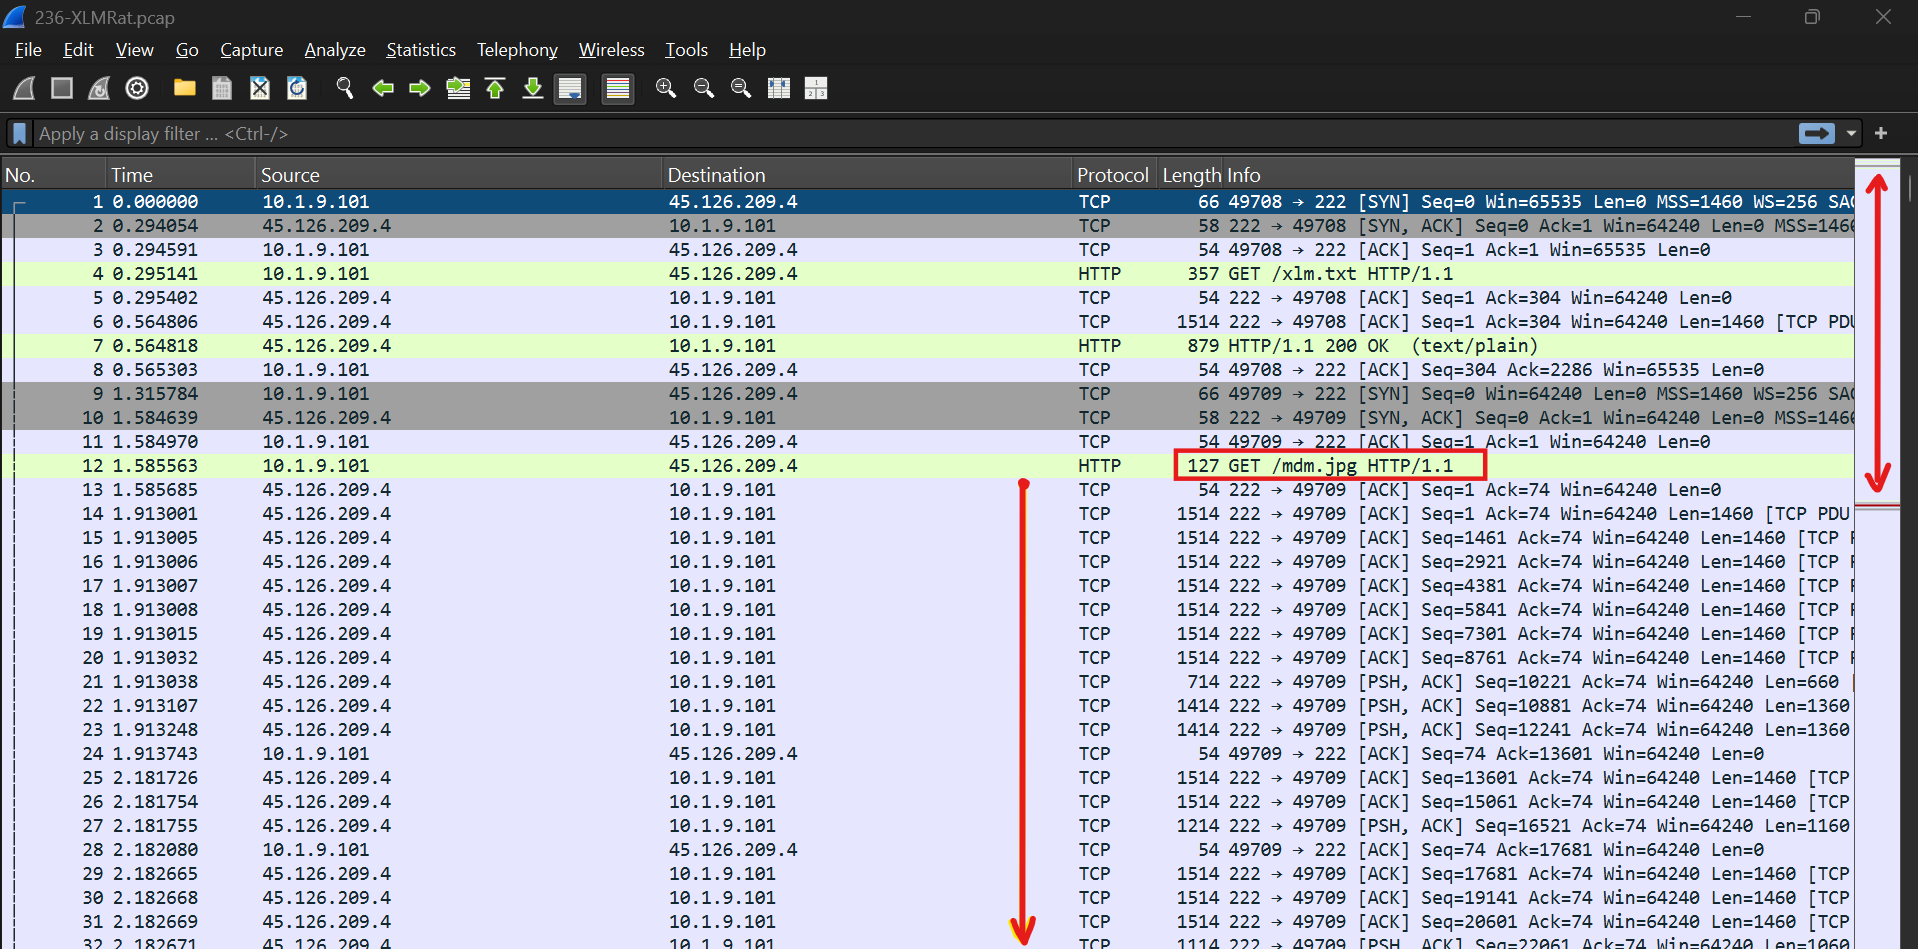 236-XLMRat.pcap
File Edit View Go Capture Analyze Statistics Telephony Wireless Tools Help
Apply a display filter ... <Ctrl-/>
No. Time Source Destination Protocol Length Info
1 0.000000 10.1.9.101 45.126.209.4 TCP 66 49708 → 222 [SYN] Seq=0 Win=65535 Len=0 MSS=1460 WS=256 SAC
2 0.294054 45.126.209.4 10.1.9.101 TCP 58 222 → 49708 [SYN, ACK] Seq=0 Ack=1 Win=64240 Len=0 MSS=1460
3 0.294591 10.1.9.101 45.126.209.4 TCP 54 49708 → 222 [ACK] Seq=1 Ack=1 Win=65535 Len=0
4 0.295141 10.1.9.101 45.126.209.4 HTTP 357 GET /xlm.txt HTTP/1.1
5 0.295402 45.126.209.4 10.1.9.101 TCP 54 222 → 49708 [ACK] Seq=1 Ack=304 Win=64240 Len=0
6 0.564806 45.126.209.4 10.1.9.101 TCP 1514 222 → 49708 [ACK] Seq=1 Ack=304 Win=64240 Len=1460 [TCP PDU
7 0.564818 45.126.209.4 10.1.9.101 HTTP 879 HTTP/1.1 200 OK (text/plain)
8 0.565303 10.1.9.101 45.126.209.4 TCP 54 49708 → 222 [ACK] Seq=304 Ack=2286 Win=65535 Len=0
9 1.315784 10.1.9.101 45.126.209.4 TCP 66 49709 → 222 [SYN] Seq=0 Win=64240 Len=0 MSS=1460 WS=256 SAC
10 1.584639 45.126.209.4 10.1.9.101 TCP 58 222 → 49709 [SYN, ACK] Seq=0 Ack=1 Win=64240 Len=0 MSS=1460
11 1.584970 10.1.9.101 45.126.209.4 TCP 54 49709 → 222 [ACK] Seq=1 Ack=1 Win=64240 Len=0
12 1.585563 10.1.9.101 45.126.209.4 HTTP 127 GET /mdm.jpg HTTP/1.1
13 1.585685 45.126.209.4 10.1.9.101 TCP 54 222 → 49709 [ACK] Seq=1 Ack=74 Win=64240 Len=0
14 1.913001 45.126.209.4 10.1.9.101 TCP 1514 222 → 49709 [ACK] Seq=1 Ack=74 Win=64240 Len=1460 [TCP PDU
15 1.913005 45.126.209.4 10.1.9.101 TCP 1514 222 → 49709 [ACK] Seq=1461 Ack=74 Win=64240 Len=1460 [TCP P
16 1.913006 45.126.209.4 10.1.9.101 TCP 1514 222 → 49709 [ACK] Seq=2921 Ack=74 Win=64240 Len=1460 [TCP P
17 1.913007 45.126.209.4 10.1.9.101 TCP 1514 222 → 49709 [ACK] Seq=4381 Ack=74 Win=64240 Len=1460 [TCP P
18 1.913008 45.126.209.4 10.1.9.101 TCP 1514 222 → 49709 [ACK] Seq=5841 Ack=74 Win=64240 Len=1460 [TCP P
19 1.913015 45.126.209.4 10.1.9.101 TCP 1514 222 → 49709 [ACK] Seq=7301 Ack=74 Win=64240 Len=1460 [TCP P
20 1.913032 45.126.209.4 10.1.9.101 TCP 1514 222 → 49709 [ACK] Seq=8761 Ack=74 Win=64240 Len=1460 [TCP P
21 1.913038 45.126.209.4 10.1.9.101 TCP 714 222 → 49709 [PSH, ACK] Seq=10221 Ack=74 Win=64240 Len=660 [
22 1.913107 45.126.209.4 10.1.9.101 TCP 1414 222 → 49709 [PSH, ACK] Seq=10881 Ack=74 Win=64240 Len=1360
23 1.913248 45.126.209.4 10.1.9.101 TCP 1414 222 → 49709 [PSH, ACK] Seq=12241 Ack=74 Win=64240 Len=1360
24 1.913743 10.1.9.101 45.126.209.4 TCP 54 49709 → 222 [ACK] Seq=74 Ack=13601 Win=64240 Len=0
25 2.181726 45.126.209.4 10.1.9.101 TCP 1514 222 → 49709 [ACK] Seq=13601 Ack=74 Win=64240 Len=1460 [TCP
26 2.181754 45.126.209.4 10.1.9.101 TCP 1514 222 → 49709 [ACK] Seq=15061 Ack=74 Win=64240 Len=1460 [TCP
27 2.181755 45.126.209.4 10.1.9.101 TCP 1214 222 → 49709 [PSH, ACK] Seq=16521 Ack=74 Win=64240 Len=1160
28 2.182080 10.1.9.101 45.126.209.4 TCP 54 49709 → 222 [ACK] Seq=74 Ack=17681 Win=64240 Len=0
29 2.182665 45.126.209.4 10.1.9.101 TCP 1514 222 → 49709 [ACK] Seq=17681 Ack=74 Win=64240 Len=1460 [TCP
30 2.182668 45.126.209.4 10.1.9.101 TCP 1514 222 → 49709 [ACK] Seq=19141 Ack=74 Win=64240 Len=1460 [TCP
31 2.182669 45.126.209.4 10.1.9.101 TCP 1514 222 → 49709 [ACK] Seq=20601 Ack=74 Win=64240 Len=1460 [TCP
32 2.182671 45.126.209.4 10.1.9.101 TCP 1114 222 → 49709 [PSH, ACK] Seq=22061 Ack=74 Win=64240 Len=1060